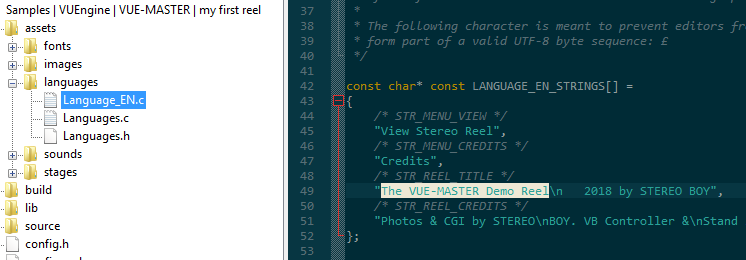 Samples | VUEngine | VUE-MASTER | my first reel
assets
fonts
images
languages
Language_EN.c
Languages.c
Languages.h
sounds
stages
build
lib
source
config.h
37 *
38 * The following character is meant to prevent editors fr
39 * form part of a valid UTF-8 byte sequence: £
40 */
41
42 const char* const LANGUAGE_EN_STRINGS[] =
43 {
44 /* STR_MENU_VIEW */
45 "View Stereo Reel",
46 /* STR_MENU_CREDITS */
47 "Credits",
48 /* STR_REEL_TITLE */
49 "The VUE-MASTER Demo Reel\n   2018 by STEREO BOY",
50 /* STR_REEL_CREDITS */
51 "Photos & CGI by STEREO\nBOY. VB Controller &\nStand
52 };
53